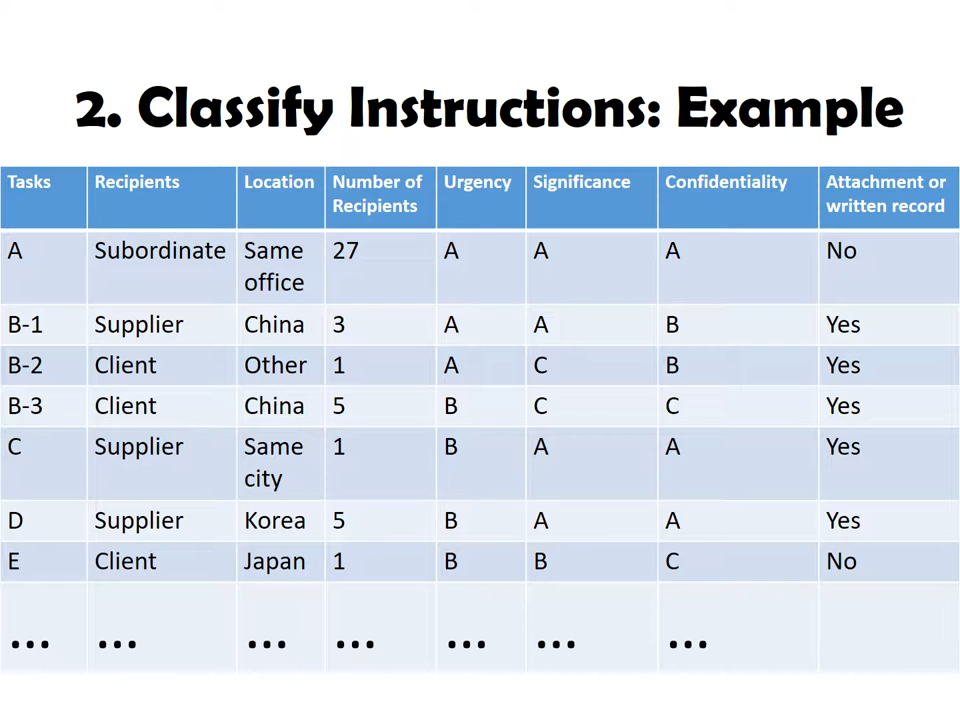 2. Classify Instructions: Example
Tasks Recipients Location Number of Recipients Urgency Significance Confidentiality Attachment or written record
A Subordinate Same office 27 A A A No
B-1 Supplier China 3 A A B Yes
B-2 Client Other 1 A C B Yes
B-3 Client China 5 B C C Yes
C Supplier Same city 1 B A A Yes
D Supplier Korea 5 B A A Yes
E Client Japan 1 B B C No
... ... ... ... ... ... ...